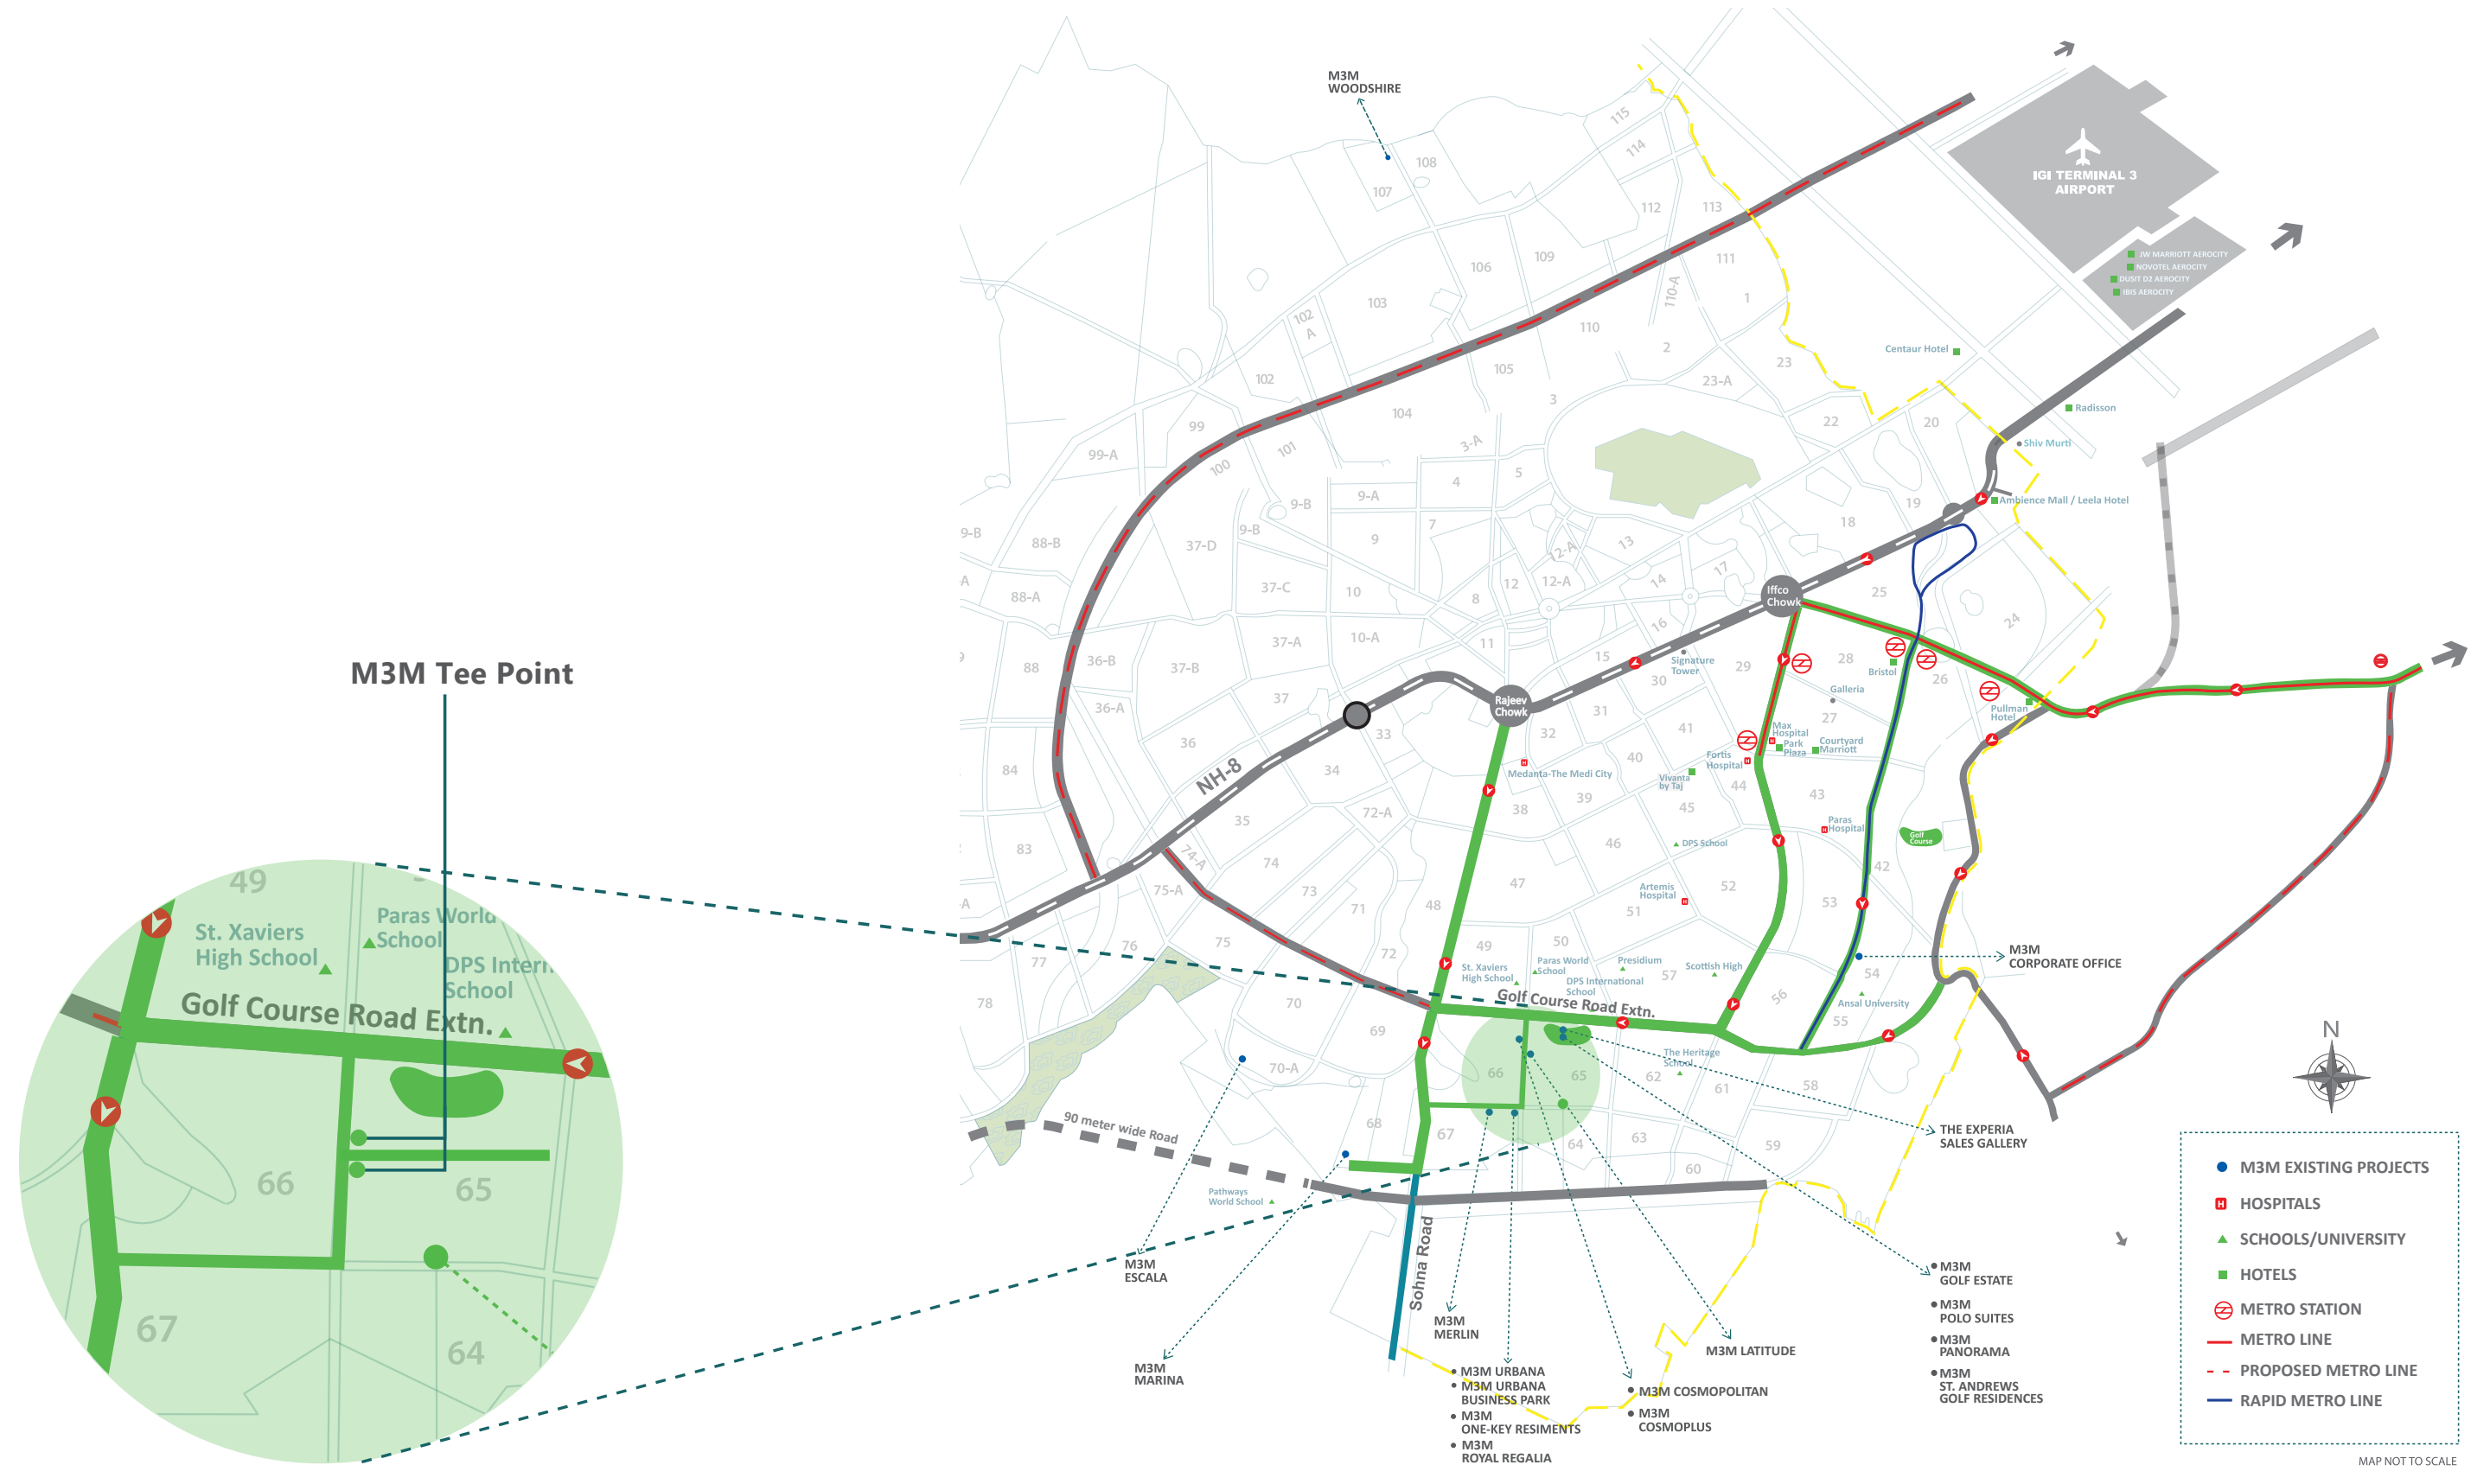 M3M
WOODSHIRE
IGI TERMINAL 3
AIRPORT
JW MARRIOTT AEROCITY
NOVOTEL AEROCITY
DUSIT D2 AEROCITY
IBIS AEROCITY
115
114
108
107
112
113
109
106
111
110-A
1
103
102
A
110
2
23
105
102
23-A
3
104
22
20
99
3-A
101
99-A
100
5
4
9-A
9-B
19
18
7
9-B
9-B
88-B
37-D
9
13
12-A
17
14
12
12-A
37-C
10
88-A
8
25
24
16
11
10-A
37-A
15
88
36-B
37-B
29
28
26
30
37
36-A
31
27
33
32
41
36
40
84
34
44
43
39
45
38
72-A
35
83
46
74-A
74
42
75-A
73
47
52
53
71
48
51
76
75
49
50
72
77
57
54
56
78
70
55
69
70-A
66
65
62
61
58
68
67
64
63
59
60
Centaur Hotel
Radisson
Shiv Murti
Ambience Mall / Leela Hotel
Iffco
Chowk
Signature
Tower
Bristol
Galleria
Pullman
Hotel
Rajeev
Chowk
Max
Hospital
Park
Plaza
Courtyard
Marriott
Fortis
Hospital
Medanta-The Medi City
Vivanta
by Taj
NH-8
Paras
Hospital
Golf
Course
DPS School
Artemis
Hospital
St. Xaviers
High School
Paras World
School
DPS International
School
Presidium
Scottish High
Ansal University
Golf Course Road Extn.
The Heritage
School
M3M
CORPORATE OFFICE
90 meter wide Road
Pathways
World School
Sohna Road
THE EXPERIA
SALES GALLERY
M3M
ESCALA
M3M
MARINA
M3M
MERLIN
M3M URBANA
M3M URBANA
BUSINESS PARK
M3M
ONE-KEY RESIMENTS
M3M
ROYAL REGALIA
M3M COSMOPOLITAN
M3M
COSMOPLUS
M3M LATITUDE
M3M
GOLF ESTATE
M3M
POLO SUITES
M3M
PANORAMA
M3M
ST. ANDREWS
GOLF RESIDENCES
M3M Tee Point
49
St. Xaviers
High School
Paras World
School
DPS Intern
School
Golf Course Road Extn.
66
65
67
64
N
M3M EXISTING PROJECTS
HOSPITALS
SCHOOLS/UNIVERSITY
HOTELS
METRO STATION
METRO LINE
PROPOSED METRO LINE
RAPID METRO LINE
MAP NOT TO SCALE